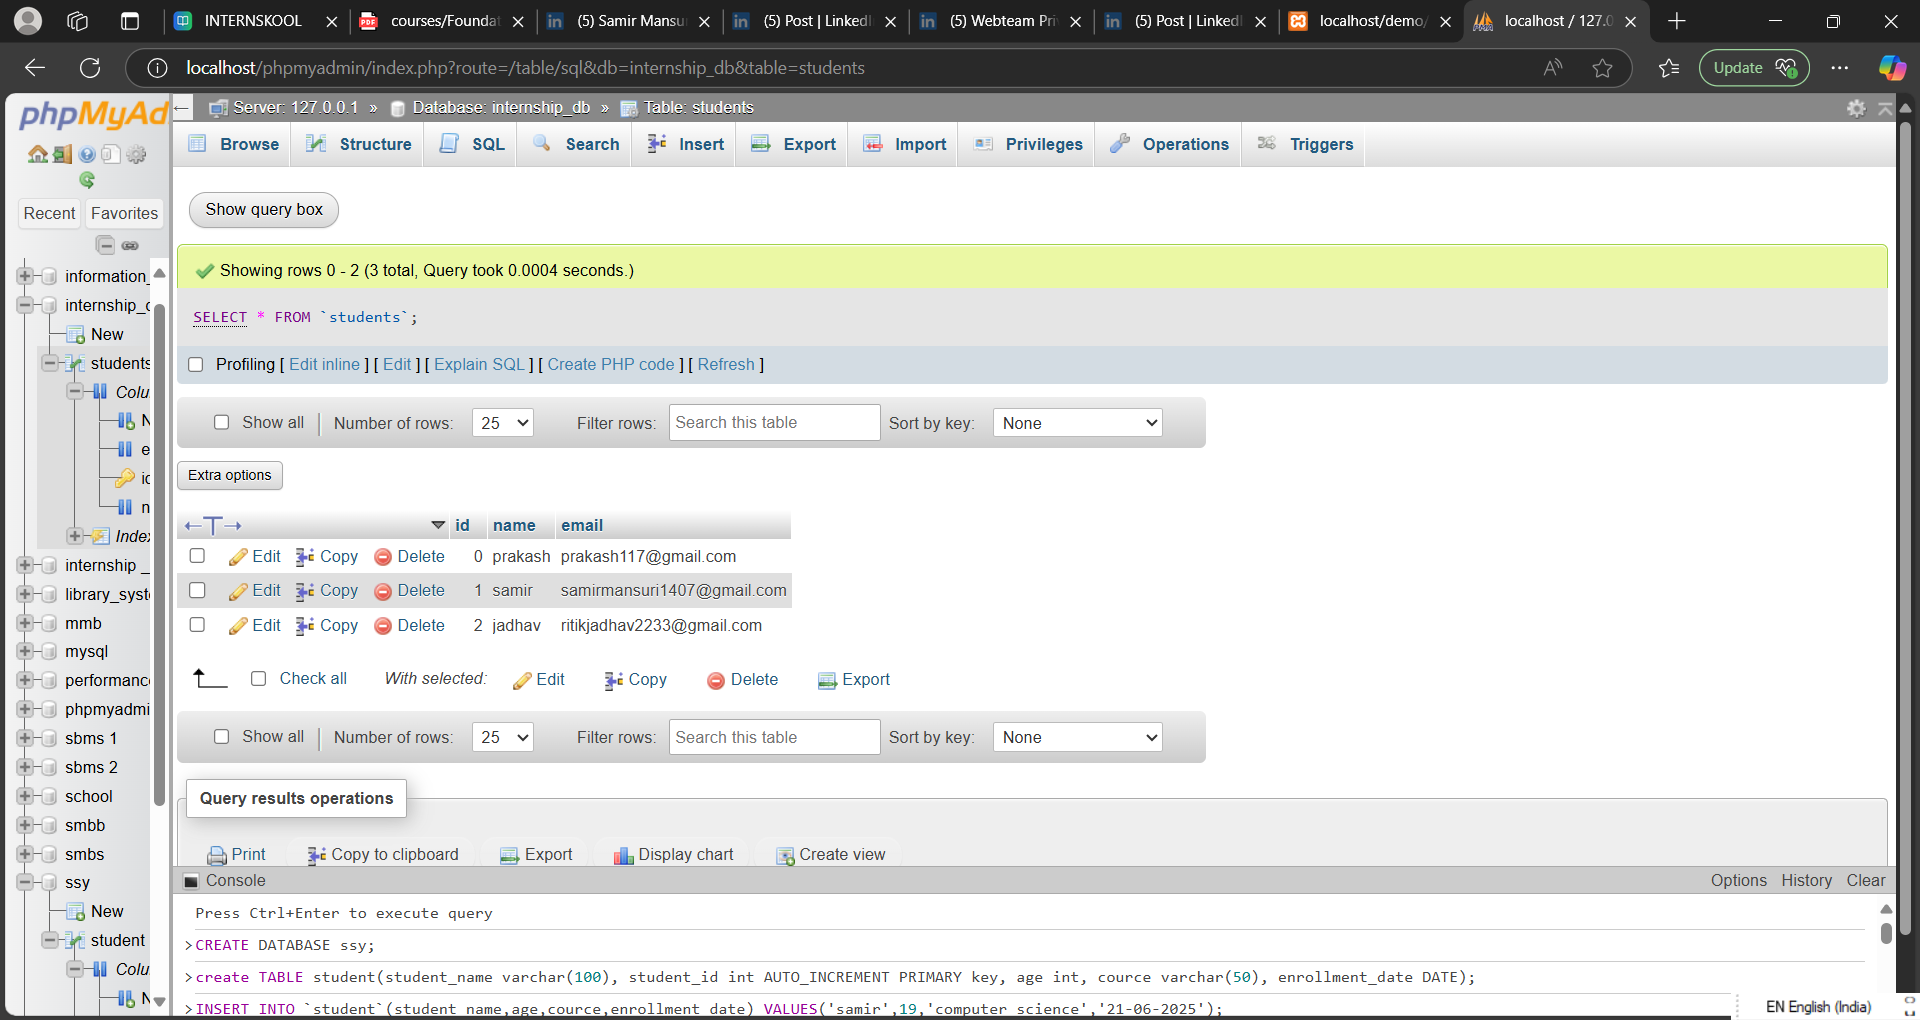 INTERNSKOOL
courses/Foundat
(5) Samir Mansu
(5) Post | LinkedI
(5) Webteam Pri
(5) Post | LinkedI
localhost/demo/
localhost / 127.0
localhost/phpmyadmin/index.php?route=/table/sql&db=internship_db&table=students
Update
phpMyAd
Server: 127.0.0.1 » Database: internship_db » Table: students
Browse Structure SQL Search Insert Export Import Privileges Operations Triggers
Recent Favorites
information_
internship_d
New
students
Colu
N
e
id
n
Index
internship _
library_syste
mmb
mysql
performance
phpmyadmi
sbms 1
sbms 2
school
smbb
smbs
ssy
New
student
Colu
N
Show query box
Showing rows 0 - 2 (3 total, Query took 0.0004 seconds.)
SELECT * FROM `students`;
Profiling [ Edit inline ] [ Edit ] [ Explain SQL ] [ Create PHP code ] [ Refresh ]
Show all Number of rows: 25 Filter rows: Search this table Sort by key: None
Extra options
id name email
Edit Copy Delete 0 prakash prakash117@gmail.com
Edit Copy Delete 1 samir samirmansuri1407@gmail.com
Edit Copy Delete 2 jadhav ritikjadhav2233@gmail.com
Check all With selected: Edit Copy Delete Export
Show all Number of rows: 25 Filter rows: Search this table Sort by key: None
Query results operations
Print Copy to clipboard Export Display chart Create view
Console Options History Clear
Press Ctrl+Enter to execute query
>CREATE DATABASE ssy;
>create TABLE student(student_name varchar(100), student_id int AUTO_INCREMENT PRIMARY key, age int, cource varchar(50), enrollment_date DATE);
>INSERT INTO `student`(student_name,age,cource,enrollment_date) VALUES('samir',19,'computer science','21-06-2025');
EN English (India)